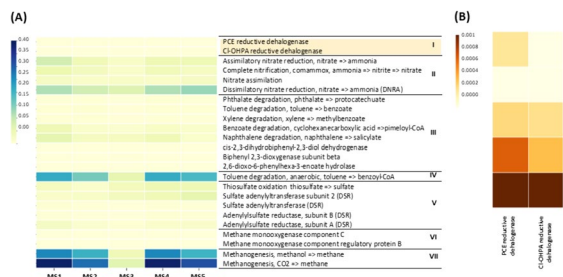 (A)
(B)
0.40
0.35
0.30
0.25
0.20
0.15
0.10
0.05
0.00
PCE reductive dehalogenase
Cl-OHPA reductive dehalogenase
I
Assimilatory nitrate reduction, nitrate => ammonia
Complete nitrification, comammox, ammonia => nitrite => nitrate
Nitrate assimilation
Dissimilatory nitrate reduction, nitrate => ammonia (DNRA)
II
Phthalate degradation, phthalate => protocatechuate
Toluene degradation, toluene => benzoate
Xylene degradation, xylene => methylbenzoate
Benzoate degradation, cyclohexanecarboxylic acid =>pimeloyl-CoA
Naphthalene degradation, naphthalene => salicylate
cis-2,3-dihydrobiphenyl-2,3-diol dehydrogenase
Biphenyl 2,3-dioxygenase subunit beta
2,6-dioxo-6-phenylhexa-3-enoate hydrolase
III
Toluene degradation, anaerobic, toluene => benzoyl-CoA
IV
Thiosulfate oxidation thiosulfate => sulfate
Sulfate adenylyltransferase subunit 2 (DSR)
Sulfate adenylyltransferase (DSR)
Adenylylsulfate reductase, subunit B (DSR)
Adenylylsulfate reductase, subunit A (DSR)
V
Methane monooxygenase component C
Methane monooxygenase component regulatory protein B
VI
Methanogenesis, methanol => methane
Methanogenesis, CO2 => methane
VII
MS1
MS2
MS3
MS4
MS5
0.001
0.0008
0.0006
0.0004
0.0002
0.0000
PCE reductive dehalogenase
Cl-OHPA reductive dehalogenase